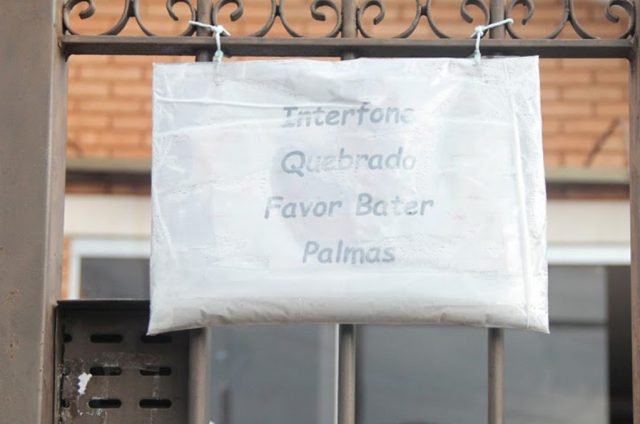 Interfone
Quebrado
Favor Bater
Palmas